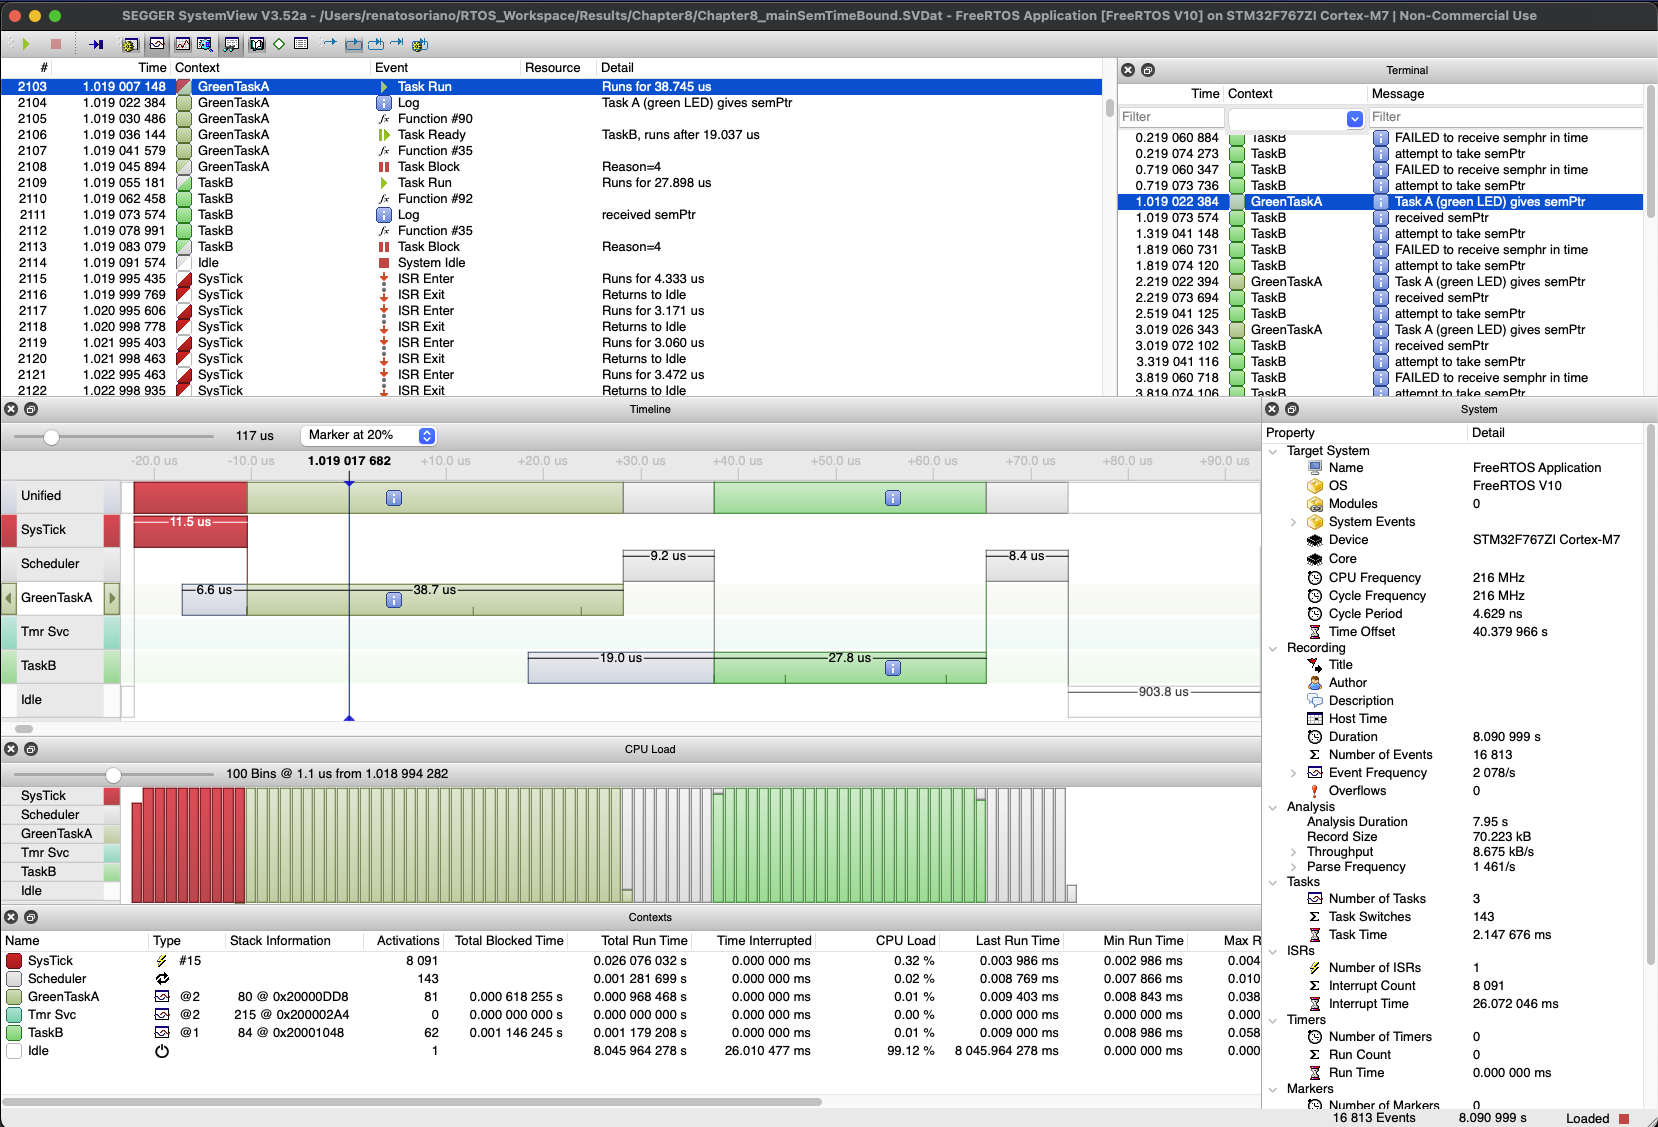 SEGGER SystemView V3.52a - /Users/renatosoriano/RTOS_Workspace/Results/Chapter8/Chapter8_mainSemTimeBound.SVDat - FreeRTOS Application [FreeRTOS V10] on STM32F767ZI Cortex-M7 | Non-Commercial Use
# Time Context Event Resource Detail
2103 1.019 007 148 GreenTaskA Task Run Runs for 38.745 us
2104 1.019 022 384 GreenTaskA Log Task A (green LED) gives semPtr
2105 1.019 030 486 GreenTaskA Function #90
2106 1.019 036 144 GreenTaskA Task Ready TaskB, runs after 19.037 us
2107 1.019 041 579 GreenTaskA Function #35
2108 1.019 045 894 GreenTaskA Task Block Reason=4
2109 1.019 055 181 TaskB Task Run Runs for 27.898 us
2110 1.019 062 458 TaskB Function #92
2111 1.019 073 574 TaskB Log received semPtr
2112 1.019 078 991 TaskB Function #35
2113 1.019 083 079 TaskB Task Block Reason=4
2114 1.019 091 574 Idle System Idle
2115 1.019 995 435 SysTick ISR Enter Runs for 4.333 us
2116 1.019 999 769 SysTick ISR Exit Returns to Idle
2117 1.020 995 606 SysTick ISR Enter Runs for 3.171 us
2118 1.020 998 778 SysTick ISR Exit Returns to Idle
2119 1.021 995 403 SysTick ISR Enter Runs for 3.060 us
2120 1.021 998 463 SysTick ISR Exit Returns to Idle
2121 1.022 995 463 SysTick ISR Enter Runs for 3.472 us
2122 1.022 998 935 SysTick ISR Exit Returns to Idle
Terminal
Time Context Message
Filter Filter
0.219 060 884 TaskB FAILED to receive semphr in time
0.219 074 273 TaskB attempt to take semPtr
0.719 060 347 TaskB FAILED to receive semphr in time
0.719 073 736 TaskB attempt to take semPtr
1.019 022 384 GreenTaskA Task A (green LED) gives semPtr
1.019 073 574 TaskB received semPtr
1.319 041 148 TaskB attempt to take semPtr
1.819 060 731 TaskB FAILED to receive semphr in time
1.819 074 120 TaskB attempt to take semPtr
2.219 022 394 GreenTaskA Task A (green LED) gives semPtr
2.219 073 694 TaskB received semPtr
2.519 041 125 TaskB attempt to take semPtr
3.019 026 343 GreenTaskA Task A (green LED) gives semPtr
3.019 072 102 TaskB received semPtr
3.319 041 116 TaskB attempt to take semPtr
3.819 060 718 TaskB FAILED to receive semphr in time
3.819 074 106 TaskB attempt to take semPtr
Timeline
117 us Marker at 20%
-20.0 us -10.0 us 1.019 017 682 +10.0 us +20.0 us +30.0 us +40.0 us +50.0 us +60.0 us +70.0 us +80.0 us +90.0 us
Unified
SysTick 11.5 us
Scheduler 9.2 us 8.4 us
GreenTaskA 6.6 us 38.7 us
Tmr Svc
TaskB 19.0 us 27.8 us
Idle 903.8 us
CPU Load
100 Bins @ 1.1 us from 1.018 994 282
SysTick
Scheduler
GreenTaskA
Tmr Svc
TaskB
Idle
Contexts
Name Type Stack Information Activations Total Blocked Time Total Run Time Time Interrupted CPU Load Last Run Time Min Run Time Max R
SysTick #15 8 091 0.026 076 032 s 0.000 000 ms 0.32 % 0.003 986 ms 0.002 986 ms 0.004
Scheduler 143 0.001 281 699 s 0.000 000 ms 0.02 % 0.008 769 ms 0.007 866 ms 0.010
GreenTaskA @2 80 @ 0x20000DD8 81 0.000 618 255 s 0.000 968 468 s 0.000 000 ms 0.01 % 0.009 403 ms 0.008 843 ms 0.038
Tmr Svc @2 215 @ 0x200002A4 0 0.000 000 000 s 0.000 000 000 s 0.000 000 ms 0.00 % 0.000 000 ms 0.000 000 ms 0.000
TaskB @1 84 @ 0x20001048 62 0.001 146 245 s 0.001 179 208 s 0.000 000 ms 0.01 % 0.009 000 ms 0.008 986 ms 0.058
Idle 1 8.045 964 278 s 26.010 477 ms 99.12 % 8 045.964 278 ms 0.000 000 ms 0.000
System
Property Detail
Target System
Name FreeRTOS Application
OS FreeRTOS V10
Modules 0
System Events
Device STM32F767ZI Cortex-M7
Core
CPU Frequency 216 MHz
Cycle Frequency 216 MHz
Cycle Period 4.629 ns
Time Offset 40.379 966 s
Recording
Title
Author
Description
Host Time
Duration 8.090 999 s
Number of Events 16 813
Event Frequency 2 078/s
Overflows 0
Analysis
Analysis Duration 7.95 s
Record Size 70.223 kB
Throughput 8.675 kB/s
Parse Frequency 1 461/s
Tasks
Number of Tasks 3
Task Switches 143
Task Time 2.147 676 ms
ISRs
Number of ISRs 1
Interrupt Count 8 091
Interrupt Time 26.072 046 ms
Timers
Number of Timers 0
Run Count 0
Run Time 0.000 000 ms
Markers
Number of Markers 0
16 813 Events 8.090 999 s Loaded